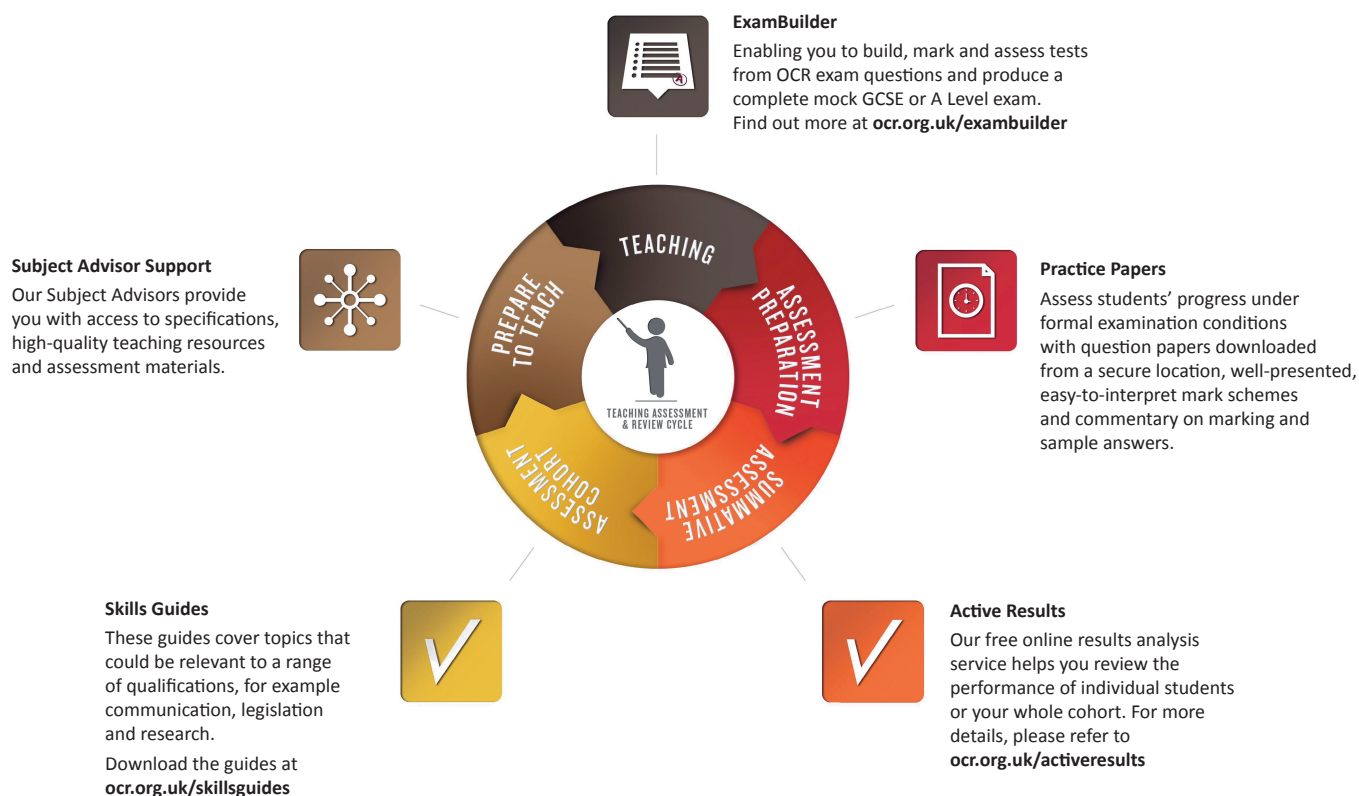 ExamBuilder
Enabling you to build, mark and assess tests
from OCR exam questions and produce a
complete mock GCSE or A Level exam.
Find out more at ocr.org.uk/exambuilder
Subject Advisor Support
Our Subject Advisors provide
you with access to specifications,
high-quality teaching resources
and assessment materials.
TEACHING
PREPARE
TO TEACH
ASSESSMENT
PREPARATION
TEACHING ASSESSMENT
& REVIEW CYCLE
ASSESSMENT
COHORT
SUMMATIVE
ASSESSMENT
Practice Papers
Assess students’ progress under
formal examination conditions
with question papers downloaded
from a secure location, well-presented,
easy-to-interpret mark schemes
and commentary on marking and
sample answers.
Skills Guides
These guides cover topics that
could be relevant to a range
of qualifications, for example
communication, legislation
and research.
Download the guides at
ocr.org.uk/skillsguides
Active Results
Our free online results analysis
service helps you review the
performance of individual students
or your whole cohort. For more
details, please refer to
ocr.org.uk/activeresults
A